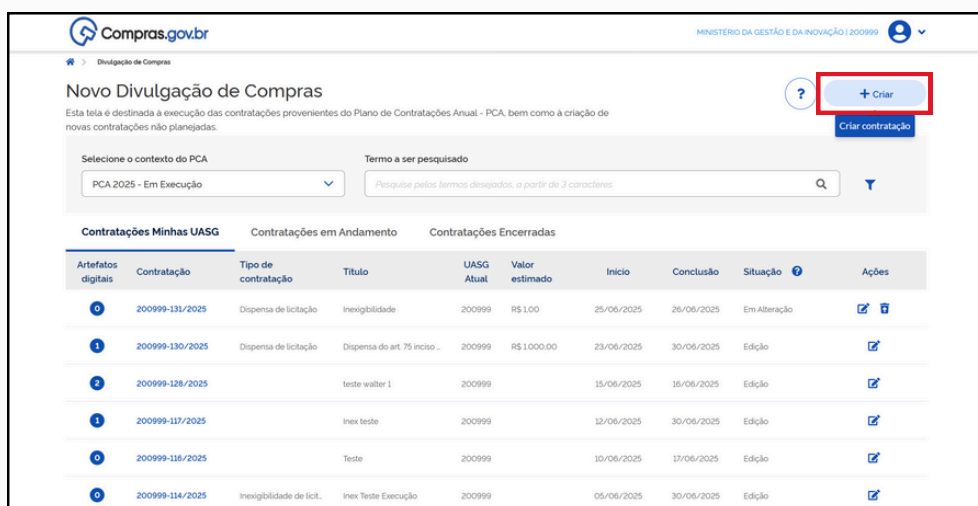 Compras.gov.br
MINISTÉRIO DA GESTÃO E DA INOVAÇÃO | 200999
Divulgação de Compras
Novo Divulgação de Compras
?
+ Criar
Esta tela é destinada à execução das contratações provenientes do Plano de Contratações Anual - PCA, bem como à criação de
novas contratações não planejadas.
Criar contratação
Selecione o contexto do PCA
Termo a ser pesquisado
PCA 2025 - Em Execução
Pesquise pelos termos desejados, a partir de 3 caracteres
Contratações Minhas UASG
Contratações em Andamento
Contratações Encerradas
Artefatos digitais Contratação Tipo de contratação Título UASG Atual Valor estimado Início Conclusão Situação ? Ações
0 200999-131/2025 Dispensa de licitação Inexigibilidade 200999 R$ 1,00 25/06/2025 26/06/2025 Em Alteração
1 200999-130/2025 Dispensa de licitação Dispensa do art. 75 inciso ... 200999 R$ 1.000,00 23/06/2025 30/06/2025 Edição
2 200999-128/2025 teste walter 1 200999 15/06/2025 16/06/2025 Edição
1 200999-117/2025 Inex teste 200999 12/06/2025 30/06/2025 Edição
0 200999-116/2025 Teste 200999 10/06/2025 17/06/2025 Edição
0 200999-114/2025 Inexigibilidade de licit... Inex Teste Execução 200999 05/06/2025 30/06/2025 Edição